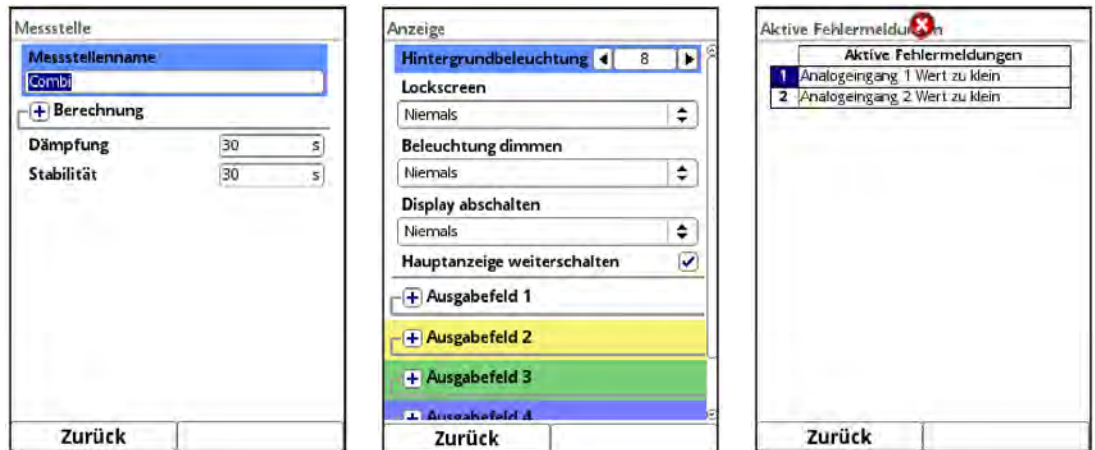 Messstelle
Messstellenname
Combi
Berechnung
Dämpfung 30 s
Stabilität 30 s
Zurück
Anzeige
Hintergrundbeleuchtung 8
Lockscreen
Niemals
Beleuchtung dimmen
Niemals
Display abschalten
Niemals
Hauptanzeige weiterschalten
Ausgabefeld 1
Ausgabefeld 2
Ausgabefeld 3
Ausgabefeld 4
Zurück
Aktive Fehlermeldungen
Aktive Fehlermeldungen
1 Analogeingang 1 Wert zu klein
2 Analogeingang 2 Wert zu klein
Zurück